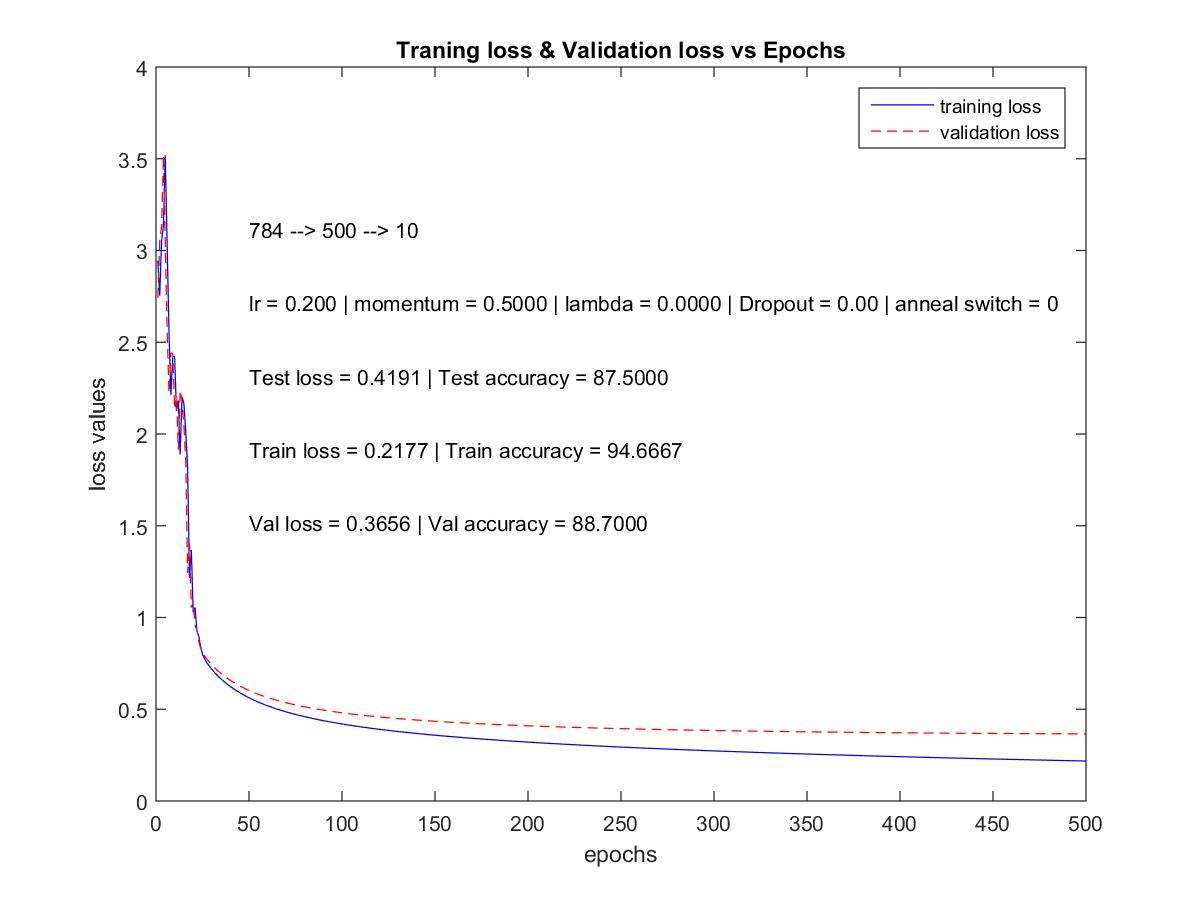 Traning loss & Validation loss vs Epochs
4
3.5
3
2.5
2
1.5
1
0.5
0
loss values
training loss
validation loss
784 --> 500 --> 10
lr = 0.200 | momentum = 0.5000 | lambda = 0.0000 | Dropout = 0.00 | anneal switch = 0
Test loss = 0.4191 | Test accuracy = 87.5000
Train loss = 0.2177 | Train accuracy = 94.6667
Val loss = 0.3656 | Val accuracy = 88.7000
0 50 100 150 200 250 300 350 400 450 500
epochs